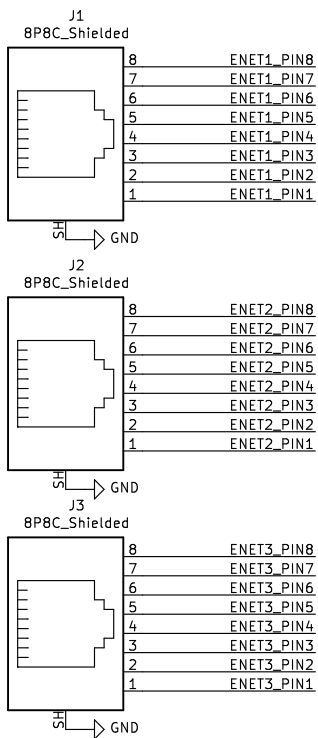 J1
8P8C_Shielded
8 ENET1_PIN8
7 ENET1_PIN7
6 ENET1_PIN6
5 ENET1_PIN5
4 ENET1_PIN4
3 ENET1_PIN3
2 ENET1_PIN2
1 ENET1_PIN1
SH
GND
J2
8P8C_Shielded
8 ENET2_PIN8
7 ENET2_PIN7
6 ENET2_PIN6
5 ENET2_PIN5
4 ENET2_PIN4
3 ENET2_PIN3
2 ENET2_PIN2
1 ENET2_PIN1
SH
GND
J3
8P8C_Shielded
8 ENET3_PIN8
7 ENET3_PIN7
6 ENET3_PIN6
5 ENET3_PIN5
4 ENET3_PIN4
3 ENET3_PIN3
2 ENET3_PIN2
1 ENET3_PIN1
SH
GND